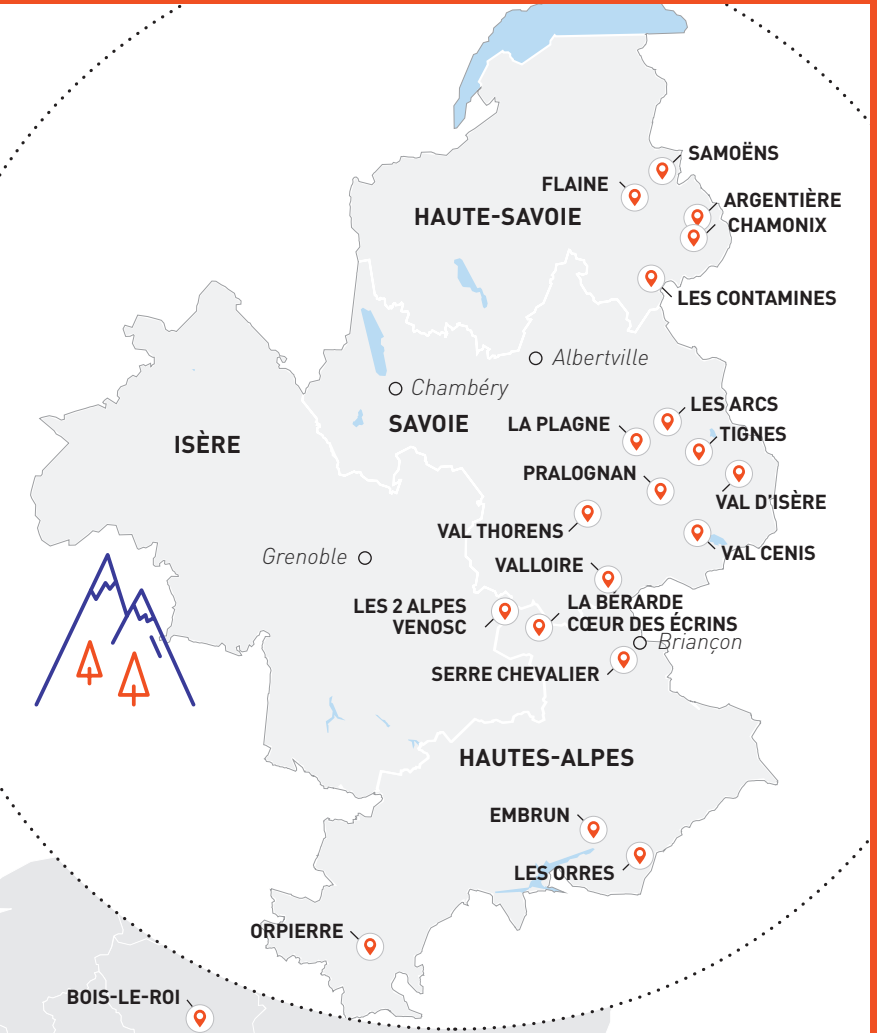 SAMOËNS
FLAINE
ARGENTIÈRE
HAUTE-SAVOIE
CHAMONIX
LES CONTAMINES
Albertville
Chambéry
LES ARCS
SAVOIE
LA PLAGNE
TIGNES
ISÈRE
PRALOGNAN
VAL D'ISÈRE
VAL THORENS
VAL CENIS
Grenoble
VALLOIRE
LES 2 ALPES
VENOSC
LA BÉRARDE
CŒUR DES ÉCRINS
Briançon
SERRE CHEVALIER
HAUTES-ALPES
EMBRUN
LES ORRES
ORPIERRE
BOIS-LE-ROI